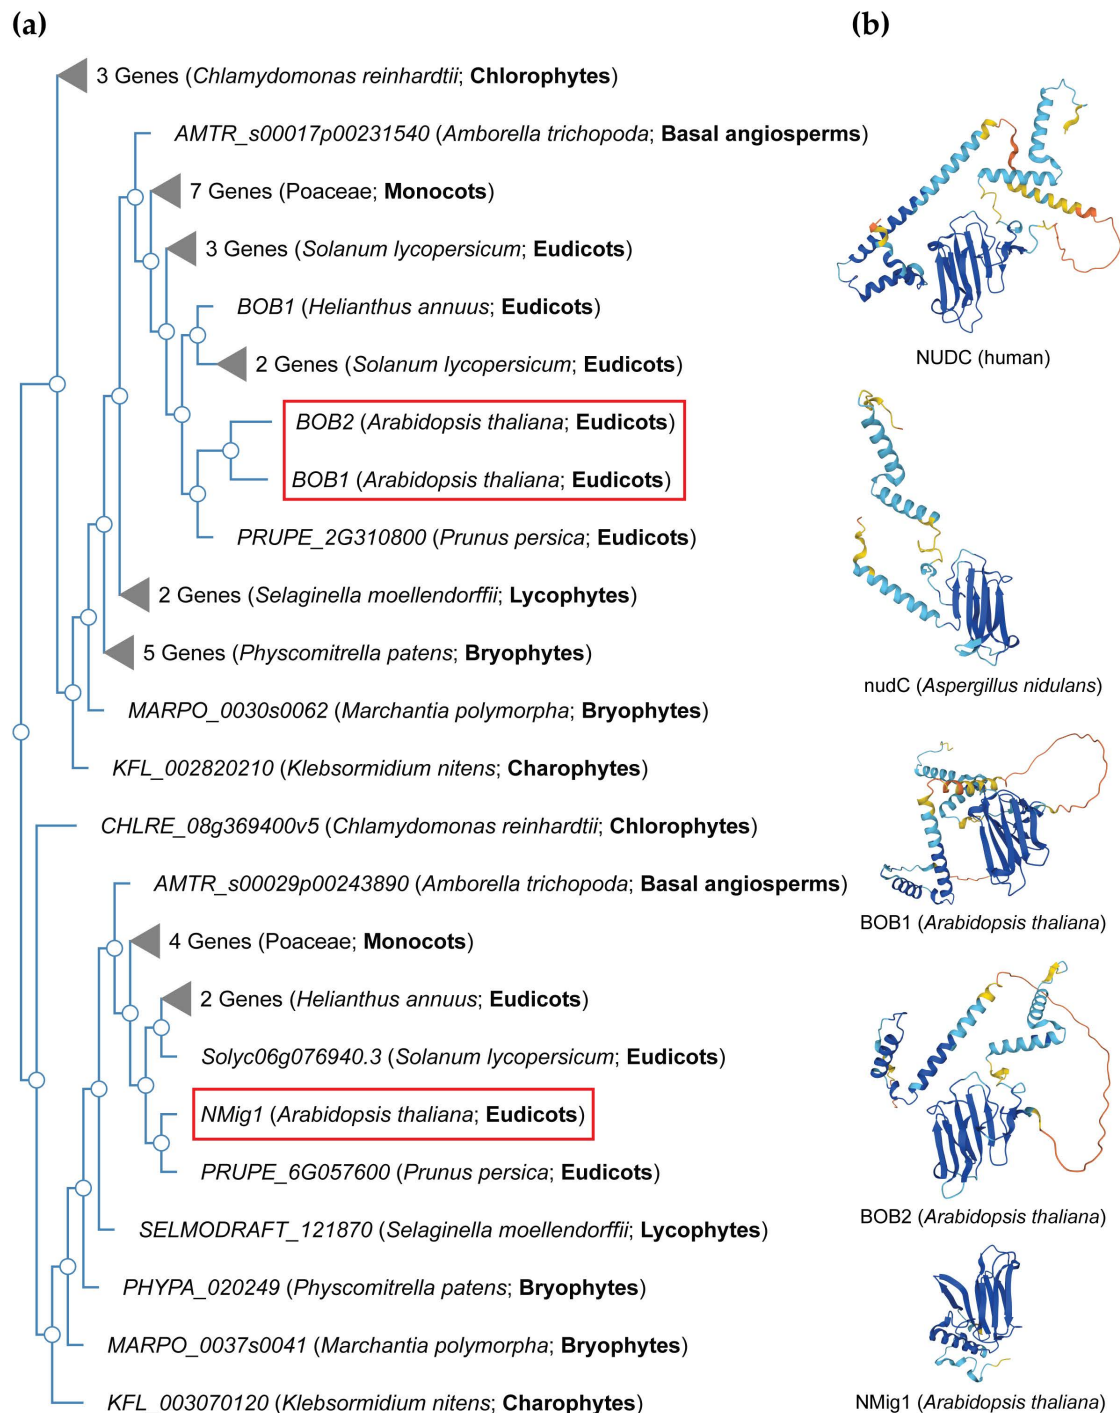 (a)
3 Genes (Chlamydomonas reinhardtii; Chlorophytes)
AMTR_s00017p00231540 (Amborella trichopoda; Basal angiosperms)
7 Genes (Poaceae; Monocots)
3 Genes (Solanum lycopersicum; Eudicots)
BOB1 (Helianthus annuus; Eudicots)
2 Genes (Solanum lycopersicum; Eudicots)
BOB2 (Arabidopsis thaliana; Eudicots)
BOB1 (Arabidopsis thaliana; Eudicots)
PRUPE_2G310800 (Prunus persica; Eudicots)
2 Genes (Selaginella moellendorffii; Lycophytes)
5 Genes (Physcomitrella patens; Bryophytes)
MARPO_0030s0062 (Marchantia polymorpha; Bryophytes)
KFL_002820210 (Klebsormidium nitens; Charophytes)
CHLRE_08g369400v5 (Chlamydomonas reinhardtii; Chlorophytes)
AMTR_s00029p00243890 (Amborella trichopoda; Basal angiosperms)
4 Genes (Poaceae; Monocots)
2 Genes (Helianthus annuus; Eudicots)
Solyc06g076940.3 (Solanum lycopersicum; Eudicots)
NMig1 (Arabidopsis thaliana; Eudicots)
PRUPE_6G057600 (Prunus persica; Eudicots)
SELMODRAFT_121870 (Selaginella moellendorffii; Lycophytes)
PHYPA_020249 (Physcomitrella patens; Bryophytes)
MARPO_0037s0041 (Marchantia polymorpha; Bryophytes)
KFL_003070120 (Klebsormidium nitens; Charophytes)
(b)
NUDC (human)
nudC (Aspergillus nidulans)
BOB1 (Arabidopsis thaliana)
BOB2 (Arabidopsis thaliana)
NMig1 (Arabidopsis thaliana)